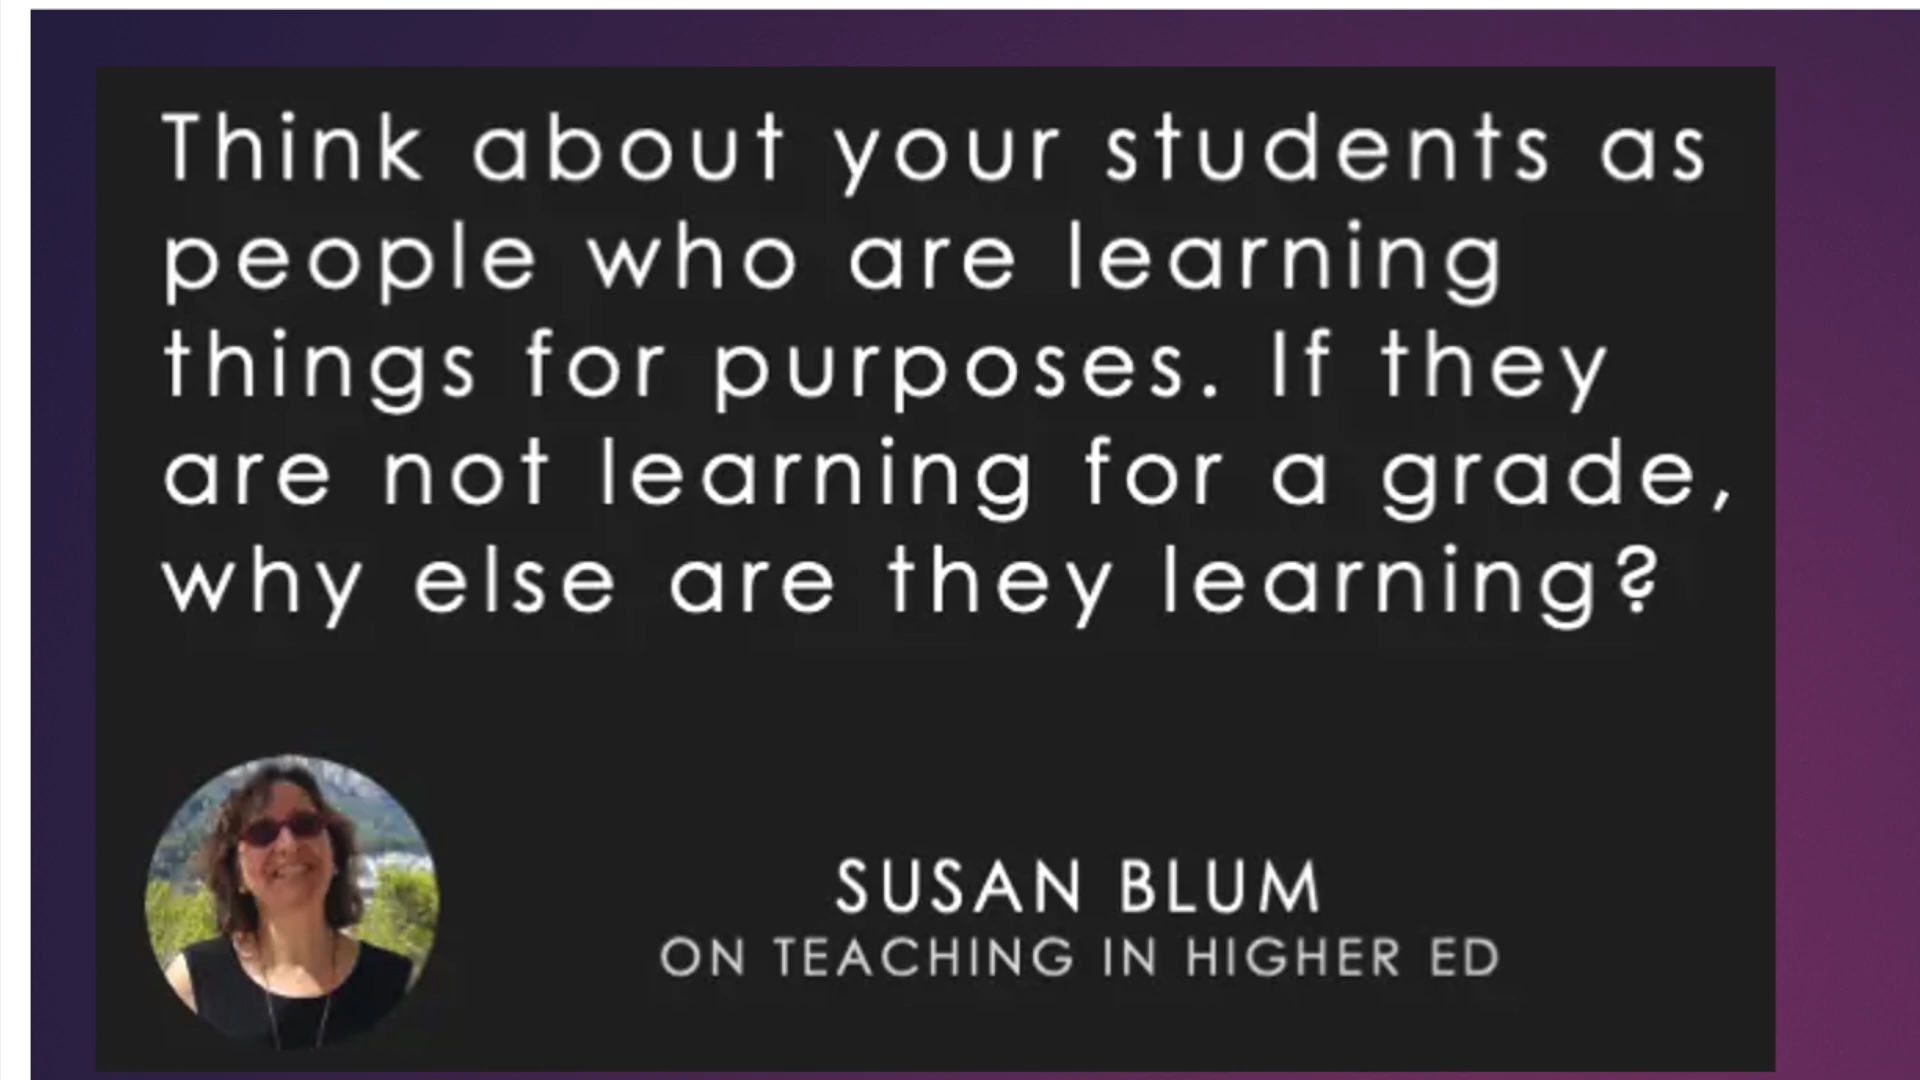 Think about your students as
people who are learning
things for purposes. If they
are not learning for a grade,
why else are they learning?
SUSAN BLUM
ON TEACHING IN HIGHER ED